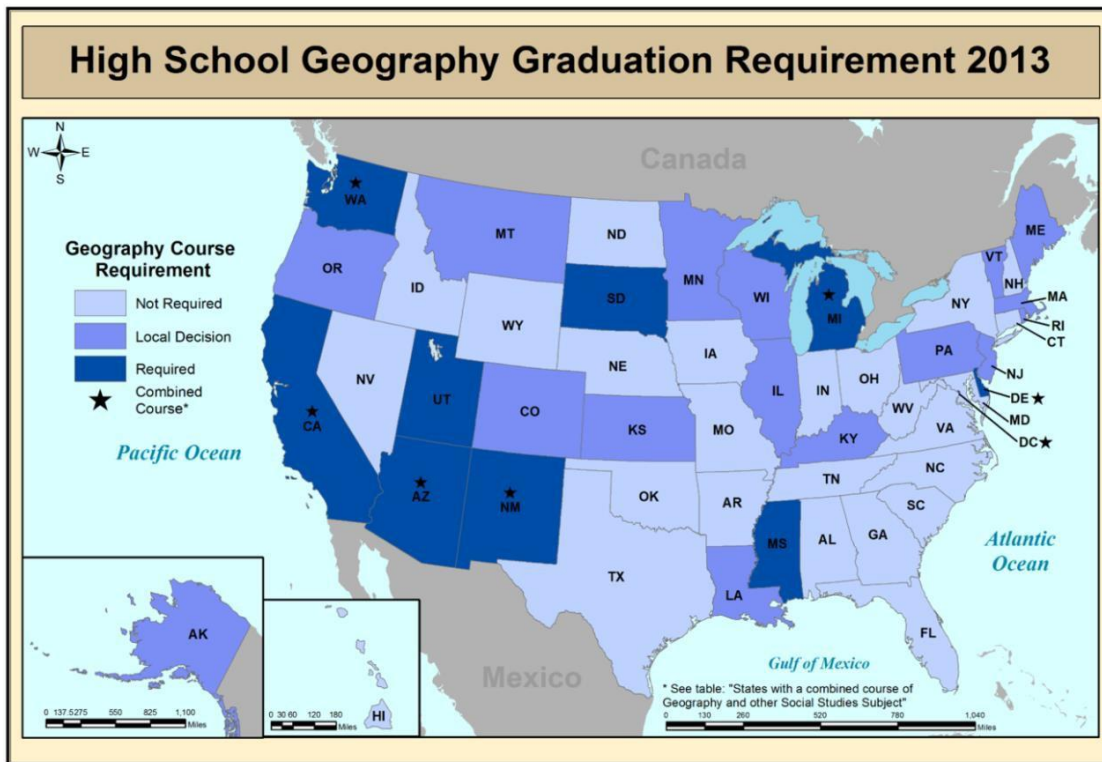 High School Geography Graduation Requirement 2013
N
W E
S
Canada
Geography Course
Requirement
Not Required
Local Decision
Required
Combined
Course*
Pacific Ocean
WA
MT
ND
MN
ME
VT
OR
ID
SD
WI
MI
NH
NY
MA
WY
RI
CT
NE
IA
PA
NV
UT
IL
IN
OH
NJ
CO
DE
WV
MD
CA
KS
MO
KY
VA
DC
AZ
NM
OK
AR
TN
NC
SC
MS
AL
GA
TX
LA
FL
Atlantic
Ocean
AK
Mexico
Gulf of Mexico
HI
* See table: "States with a combined course of
Geography and other Social Studies Subject"
0 137.5275 550 825 1,100
Miles
0 30 60 120 180
Miles
0 130 260 520 780 1,040
Miles